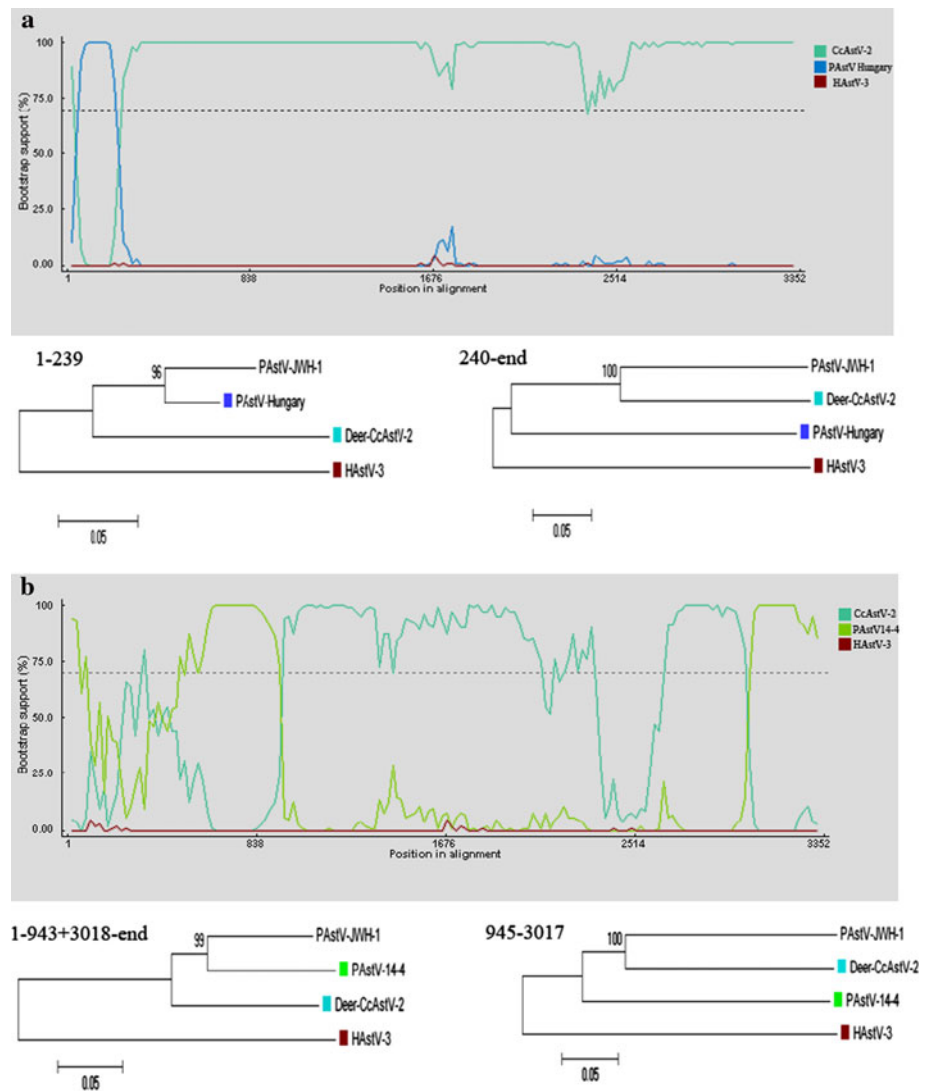 a
100
75.0
50.0
25.0
0.00
Bootstrap support (%)
1
838
1676
2514
3352
Position in alignment
CcAstV-2
PAstV Hungary
HAstV-3
1-239
96
PAstV-JWH-1
PAstV-Hungary
Deer-CcAstV-2
HAstV-3
0.05
240-end
100
PAstV-JWH-1
Deer-CcAstV-2
PAstV-Hungary
HAstV-3
0.05
b
100
75.0
50.0
25.0
0.00
Bootstrap support (%)
1
838
1676
2514
3352
Position in alignment
CcAstV-2
PAstV14-4
HAstV-3
1-943+3018-end
99
PAstV-JWH-1
PAstV-14-4
Deer-CcAstV-2
HAstV-3
0.05
945-3017
100
PAstV-JWH-1
Deer-CcAstV-2
PAstV-14-4
HAstV-3
0.05